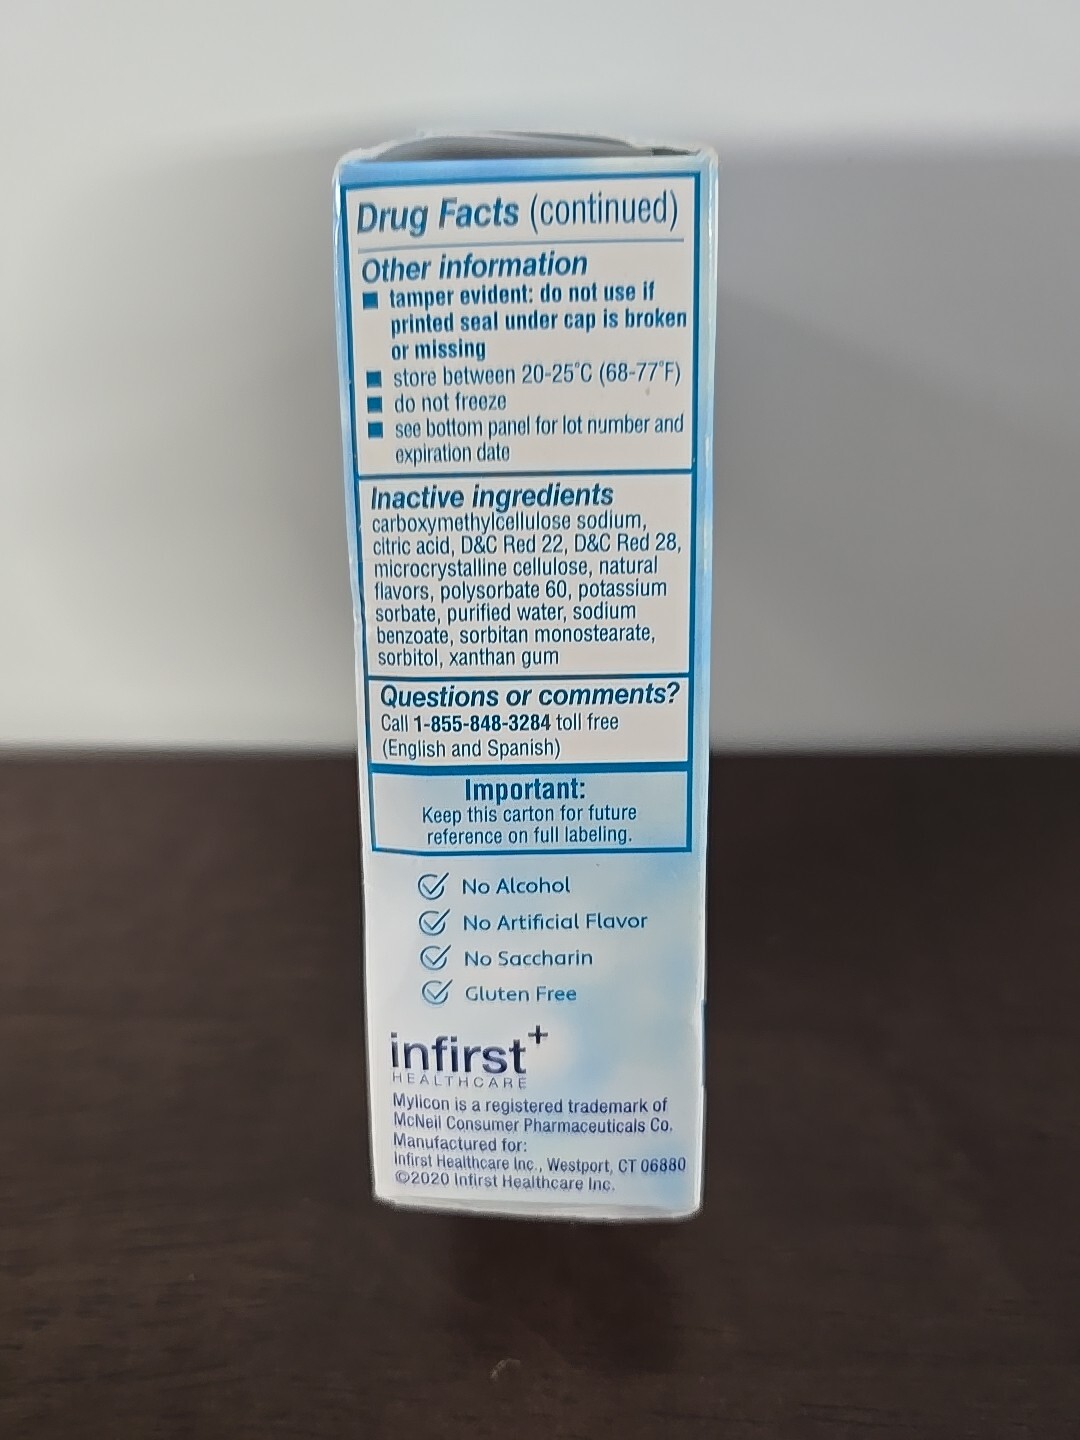 Drug Facts (continued)
Other information
■ tamper evident: do not use if
printed seal under cap is broken
or missing
■ store between 20-25°C (68-77°F)
■ do not freeze
■ see bottom panel for lot number and
expiration date
Inactive ingredients
carboxymethylcellulose sodium,
citric acid, D&C Red 22, D&C Red 28,
microcrystalline cellulose, natural
flavors, polysorbate 60, potassium
sorbate, purified water, sodium
benzoate, sorbitan monostearate,
sorbitol, xanthan gum
Questions or comments?
Call 1-855-848-3284 toll free
(English and Spanish)
Important:
Keep this carton for future
reference on full labeling.
No Alcohol
No Artificial Flavor
No Saccharin
Gluten Free
infirst+
HEALTHCARE
Mylicon is a registered trademark of
McNeil Consumer Pharmaceuticals Co.
Manufactured for:
Infirst Healthcare Inc., Westport, CT 06880
©2020 Infirst Healthcare Inc.